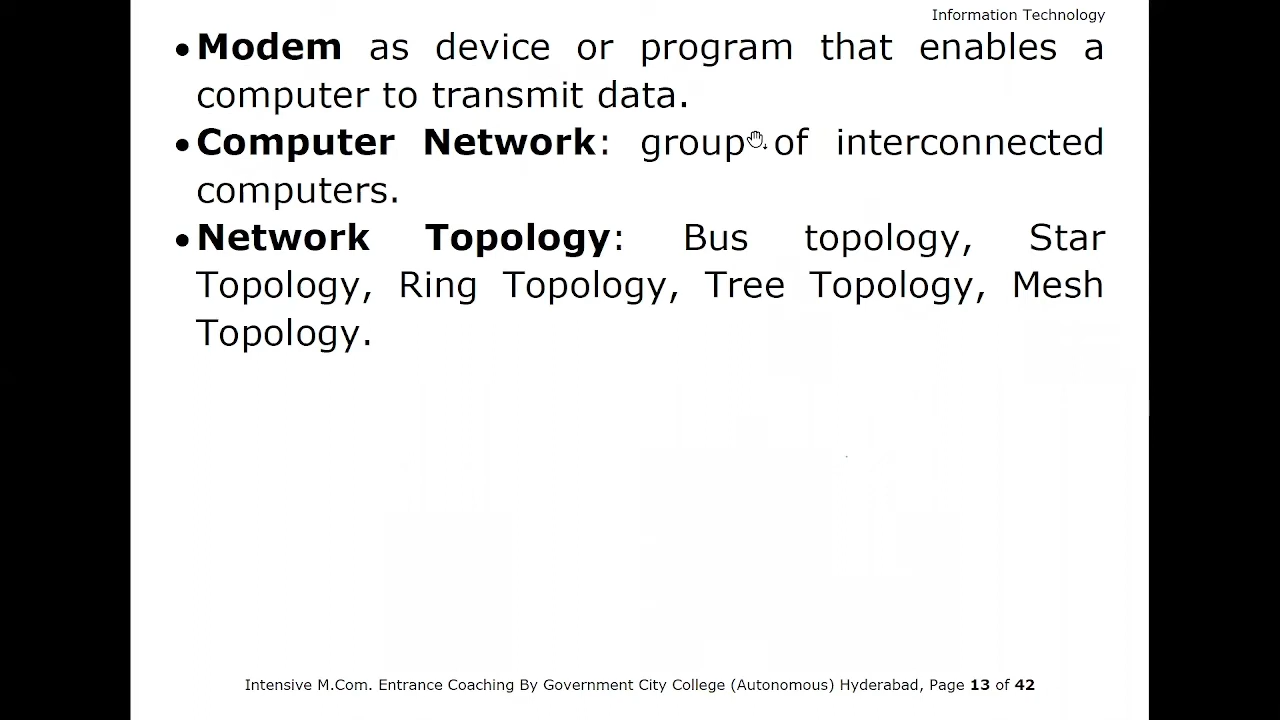 Information Technology
• Modem as device or program that enables a
computer to transmit data.
• Computer Network: group of interconnected
computers.
• Network Topology: Bus topology, Star
Topology, Ring Topology, Tree Topology, Mesh
Topology.
Intensive M.Com. Entrance Coaching By Government City College (Autonomous) Hyderabad, Page 13 of 42